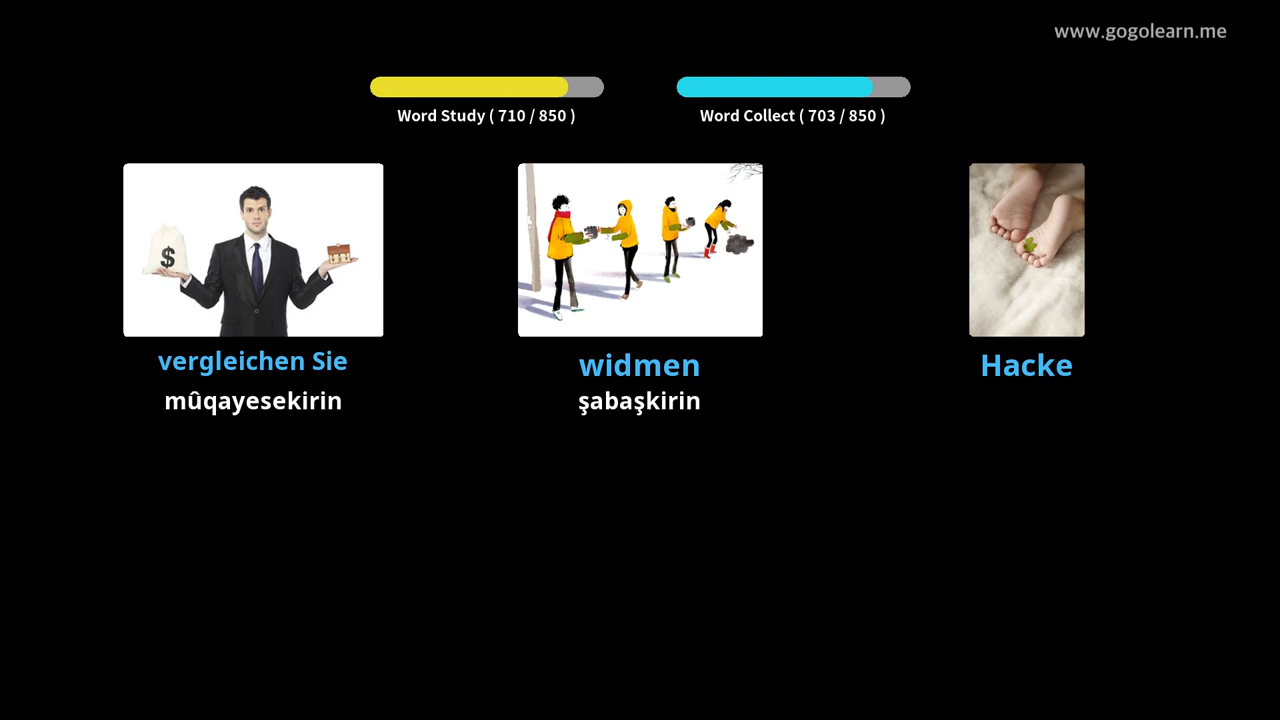 www.gogolearn.me
Word Study ( 710 / 850 )
Word Collect ( 703 / 850 )
$
vergleichen Sie
widmen
Hacke
mûqayesekirin
şabaşkirin